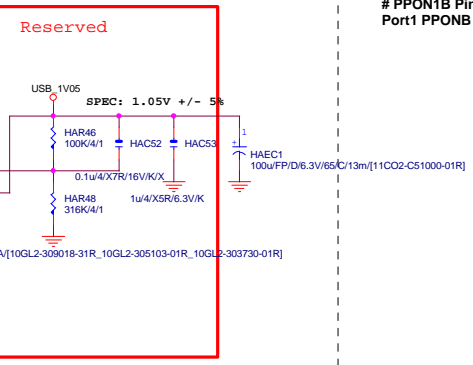 # PPON1B Pin
Port1 PPONB
Reserved
USB_1V05
SPEC: 1.05V +/- 5%
HAR46
100K/4/1
HAC52
HAC53
1
+
HAEC1
100u/FP/D/6.3V/65/C/13m/[11CO2-C51000-01R]
0.1u/4/X7R/16V/K/X
HAR48
316K/4/1
1u/4/X5R/6.3V/K
A/[10GL2-309018-31R_10GL2-305103-01R_10GL2-303730-01R]